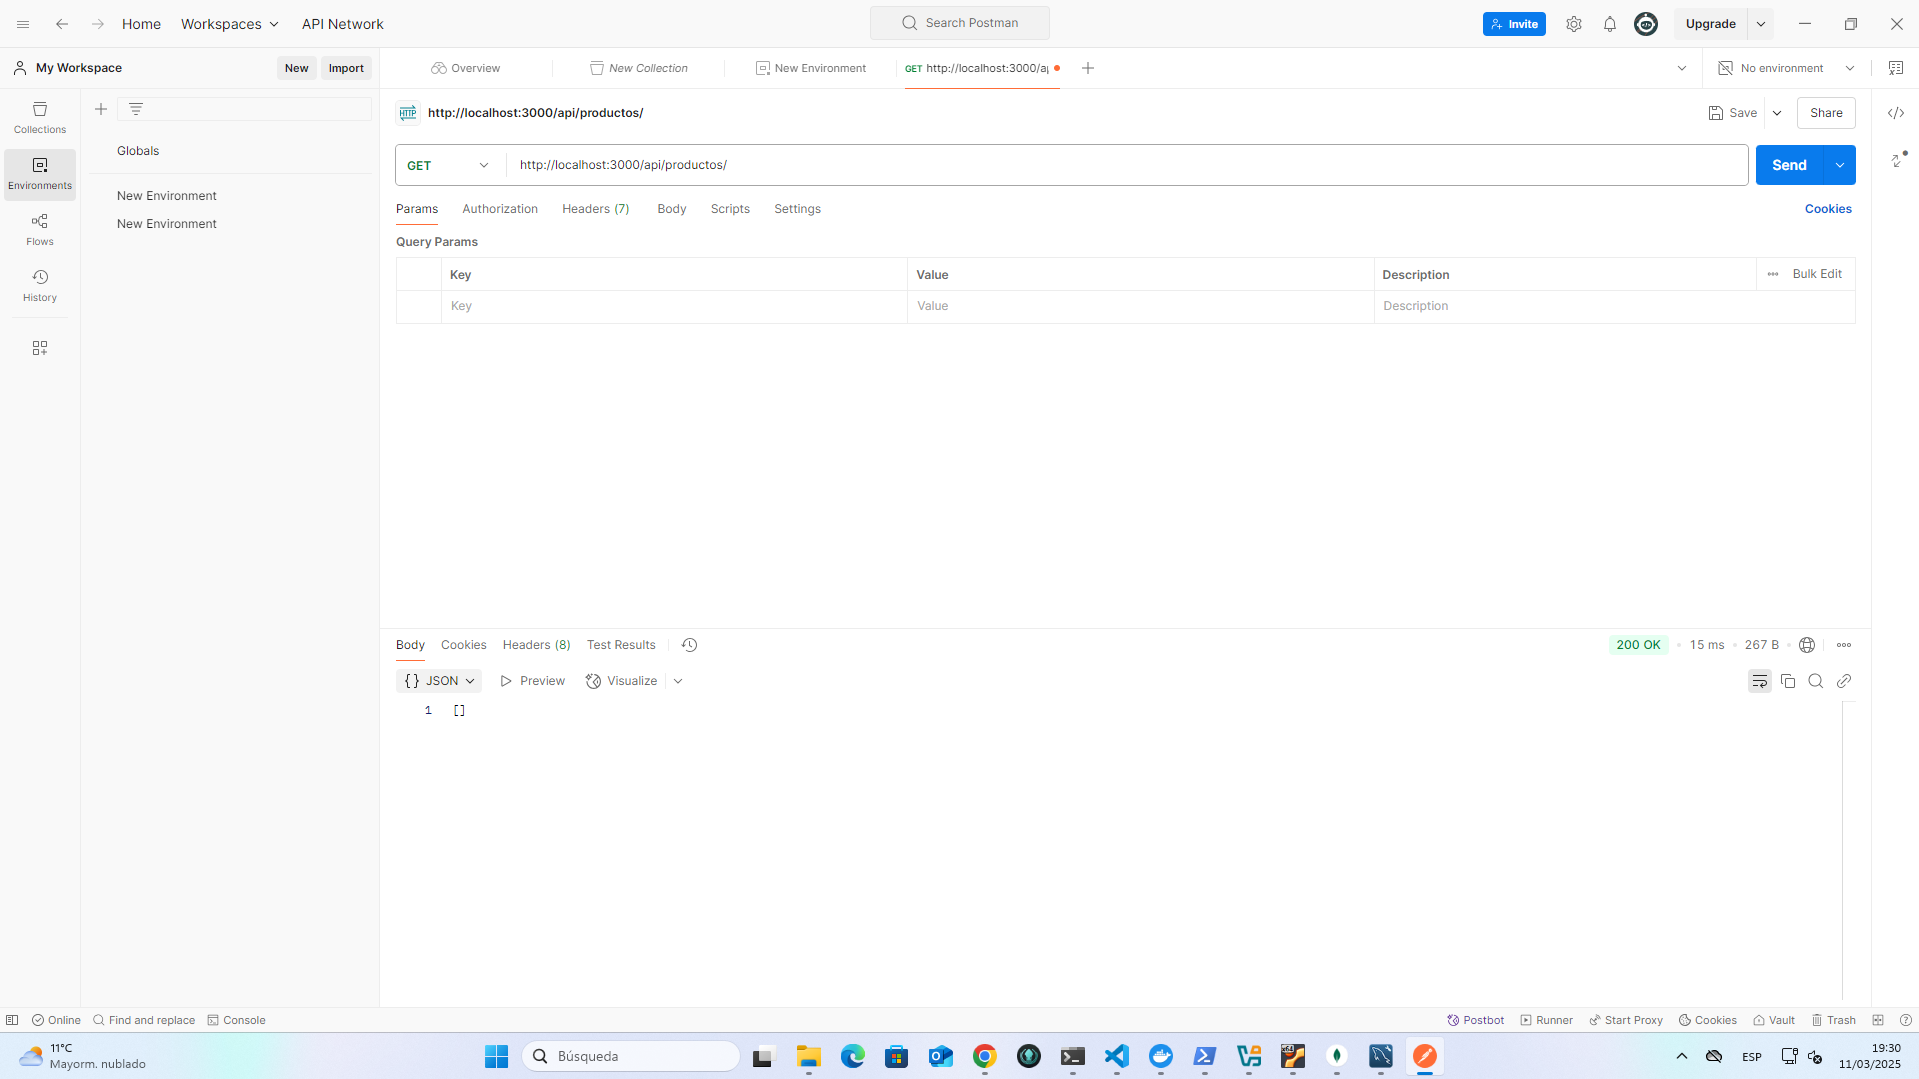 Home
Workspaces
API Network
Search Postman
Invite
Upgrade
My Workspace
New
Import
Overview
New Collection
New Environment
GET http://localhost:3000/a
No environment
Collections
Environments
Flows
History
Globals
New Environment
New Environment
HTTP
http://localhost:3000/api/productos/
Save
Share
GET
http://localhost:3000/api/productos/
Send
Params
Authorization
Headers (7)
Body
Scripts
Settings
Cookies
Query Params
Key
Value
Description
Bulk Edit
Key
Value
Description
Body
Cookies
Headers (8)
Test Results
200 OK
15 ms
267 B
{} JSON
Preview
Visualize
1 []
Online
Find and replace
Console
Postbot
Runner
Start Proxy
Cookies
Vault
Trash
11°C
Mayorm. nublado
Búsqueda
ESP
19:30
11/03/2025